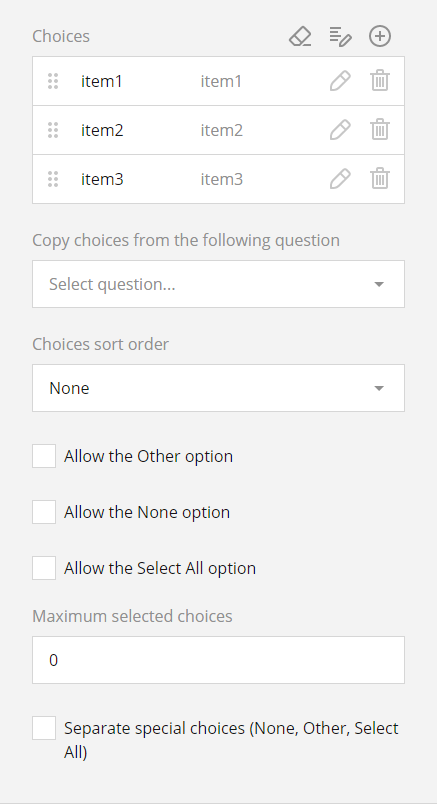 Choices
item1 item1
item2 item2
item3 item3
Copy choices from the following question
Select question...
Choices sort order
None
Allow the Other option
Allow the None option
Allow the Select All option
Maximum selected choices
0
Separate special choices (None, Other, Select
All)